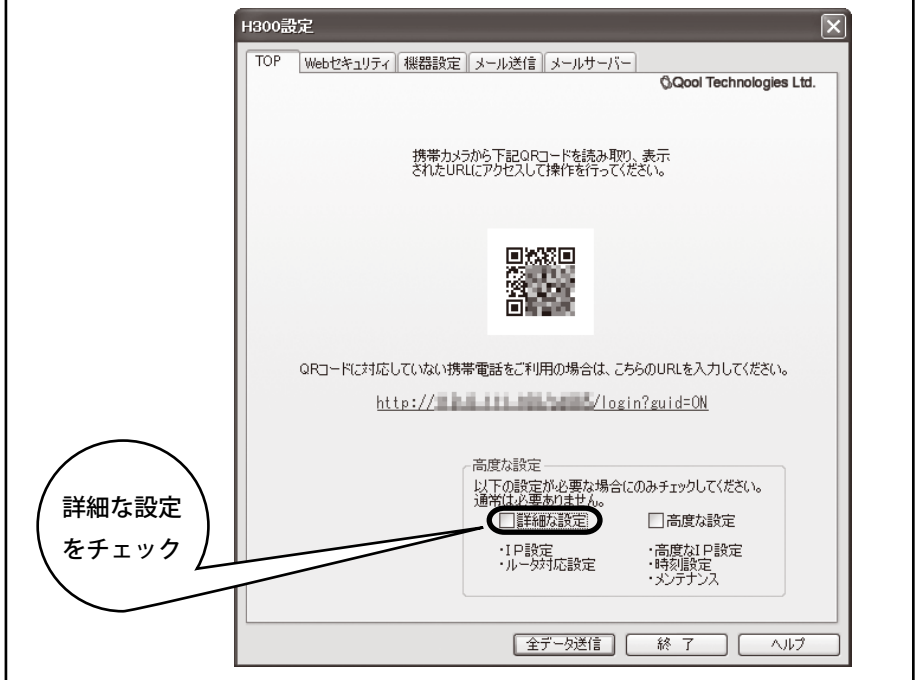 H300設定
TOP Webセキュリティ 機器設定 メール送信 メールサーバー
Qool Technologies Ltd.
携帯カメラから下記QRコードを読み取り、表示
されたURLにアクセスして操作を行ってください。
QRコードに対応していない携帯電話をご利用の場合は、こちらのURLを入力してください。
http:// /login?guid=ON
高度な設定
以下の設定が必要な場合にのみチェックしてください。
通常は必要ありません。
詳細な設定 高度な設定
・IP設定 ・高度なIP設定
・ルータ対応設定 ・時刻設定
・メンテナンス
詳細な設定
をチェック
全データ送信 終 了 ヘルプ